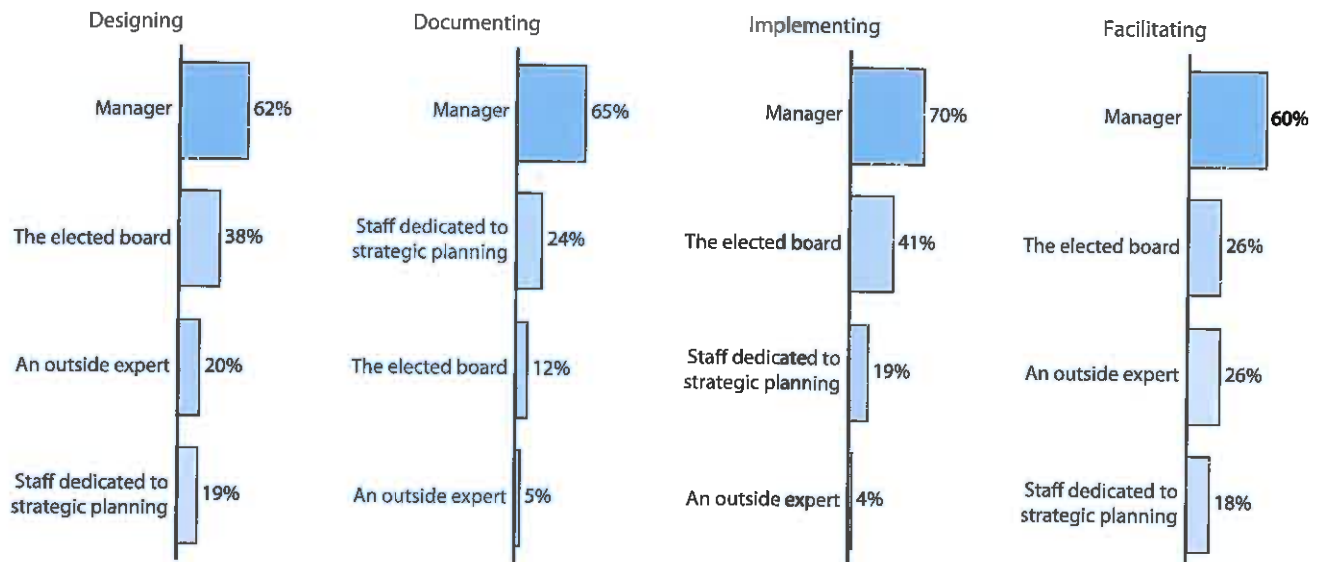 Designing
Manager
62%
The elected board
38%
An outside expert
20%
Staff dedicated to
strategic planning
19%
Documenting
Manager
65%
Staff dedicated to
strategic planning
24%
The elected board
12%
An outside expert
5%
Implementing
Manager
70%
The elected board
41%
Staff dedicated to
strategic planning
19%
An outside expert
4%
Facilitating
Manager
60%
The elected board
26%
An outside expert
26%
Staff dedicated to
strategic planning
18%